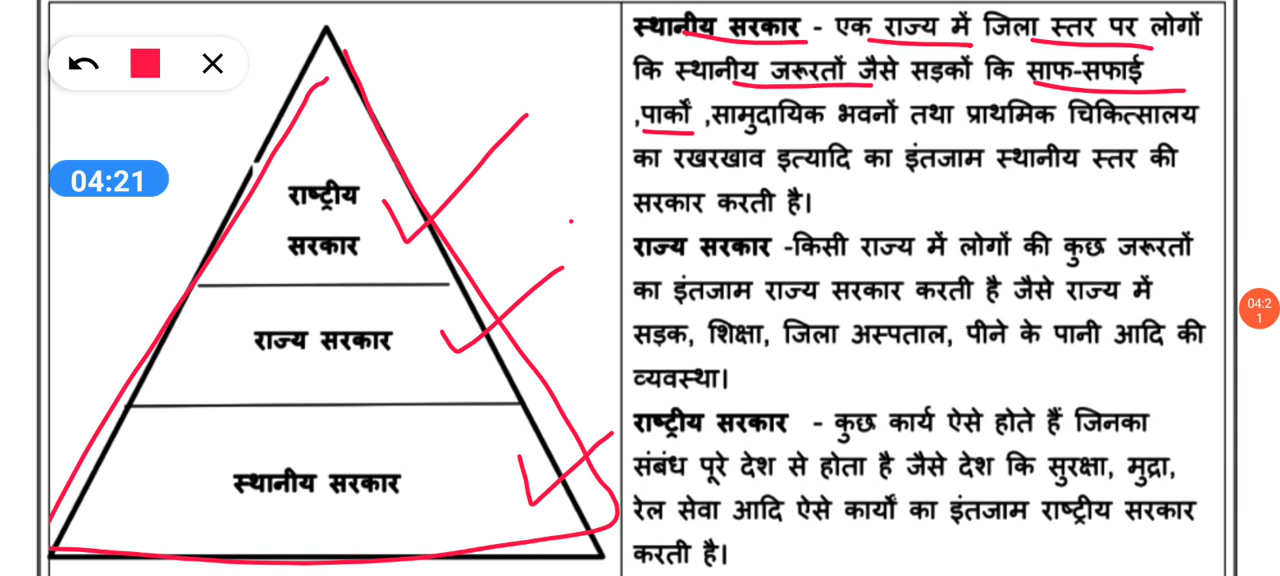 04:21
राष्ट्रीय
सरकार
राज्य सरकार
स्थानीय सरकार
स्थानीय सरकार - एक राज्य में जिला स्तर पर लोगों
कि स्थानीय जरूरतों जैसे सड़कों कि साफ-सफाई
,पार्कों ,सामुदायिक भवनों तथा प्राथमिक चिकित्सालय
का रखरखाव इत्यादि का इंतजाम स्थानीय स्तर की
सरकार करती है।
राज्य सरकार -किसी राज्य में लोगों की कुछ जरूरतों
का इंतजाम राज्य सरकार करती है जैसे राज्य में
सड़क, शिक्षा, जिला अस्पताल, पीने के पानी आदि की
व्यवस्था।
राष्ट्रीय सरकार - कुछ कार्य ऐसे होते हैं जिनका
संबंध पूरे देश से होता है जैसे देश कि सुरक्षा, मुद्रा,
रेल सेवा आदि ऐसे कार्यों का इंतजाम राष्ट्रीय सरकार
करती है।
04:2
1